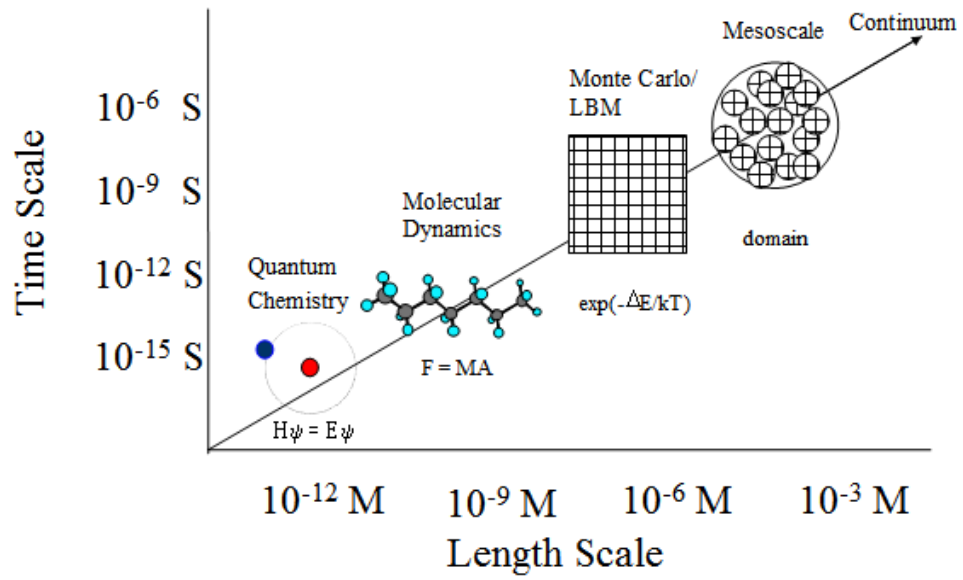 Continuum
Mesoscale
Monte Carlo/
LBM
10⁻⁶ S
10⁻⁹ S
Molecular
Dynamics
domain
Quantum
Chemistry
10⁻¹² S
exp(-ΔE/kT)
10⁻¹⁵ S
F = MA
Hψ = Eψ
Time Scale
10⁻¹² M 10⁻⁹ M 10⁻⁶ M 10⁻³ M
Length Scale